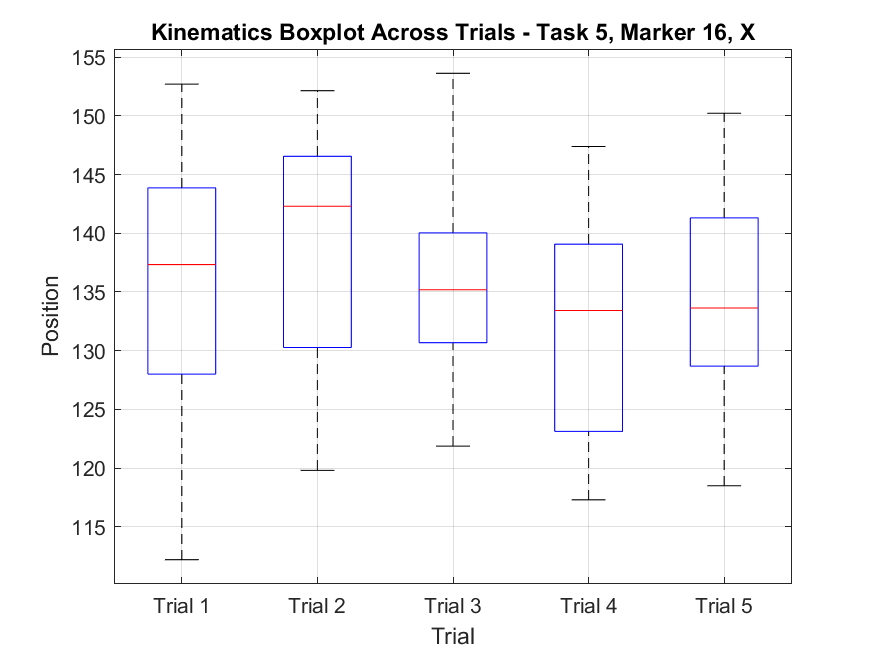 Kinematics Boxplot Across Trials - Task 5, Marker 16, X
155
150
145
140
135
130
125
120
115
Position
Trial 1 Trial 2 Trial 3 Trial 4 Trial 5
Trial